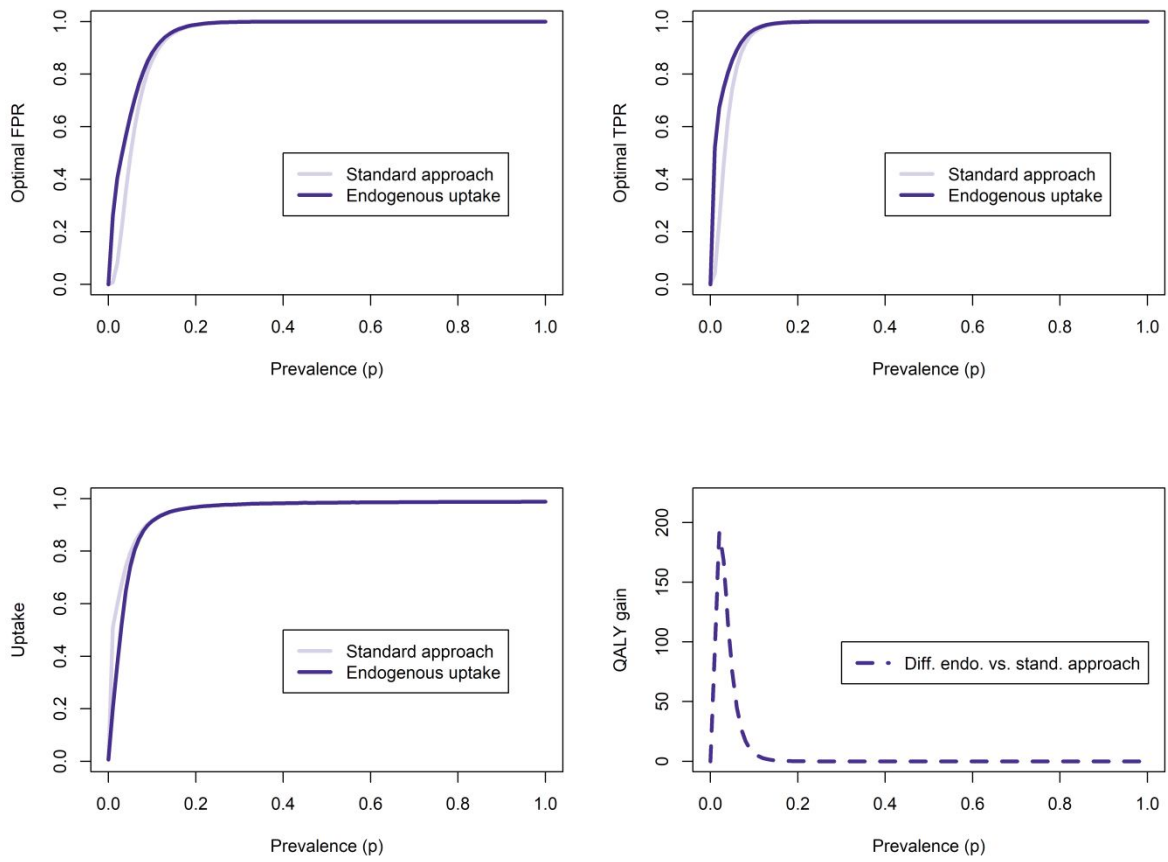 Optimal FPR
1.0
0.8
0.6
0.4
0.2
0.0
Standard approach
Endogenous uptake
0.0 0.2 0.4 0.6 0.8 1.0
Prevalence (p)
Optimal TPR
1.0
0.8
0.6
0.4
0.2
0.0
Standard approach
Endogenous uptake
0.0 0.2 0.4 0.6 0.8 1.0
Prevalence (p)
Uptake
1.0
0.8
0.6
0.4
0.2
0.0
Standard approach
Endogenous uptake
0.0 0.2 0.4 0.6 0.8 1.0
Prevalence (p)
QALY gain
200
150
100
50
0
Diff. endo. vs. stand. approach
0.0 0.2 0.4 0.6 0.8 1.0
Prevalence (p)